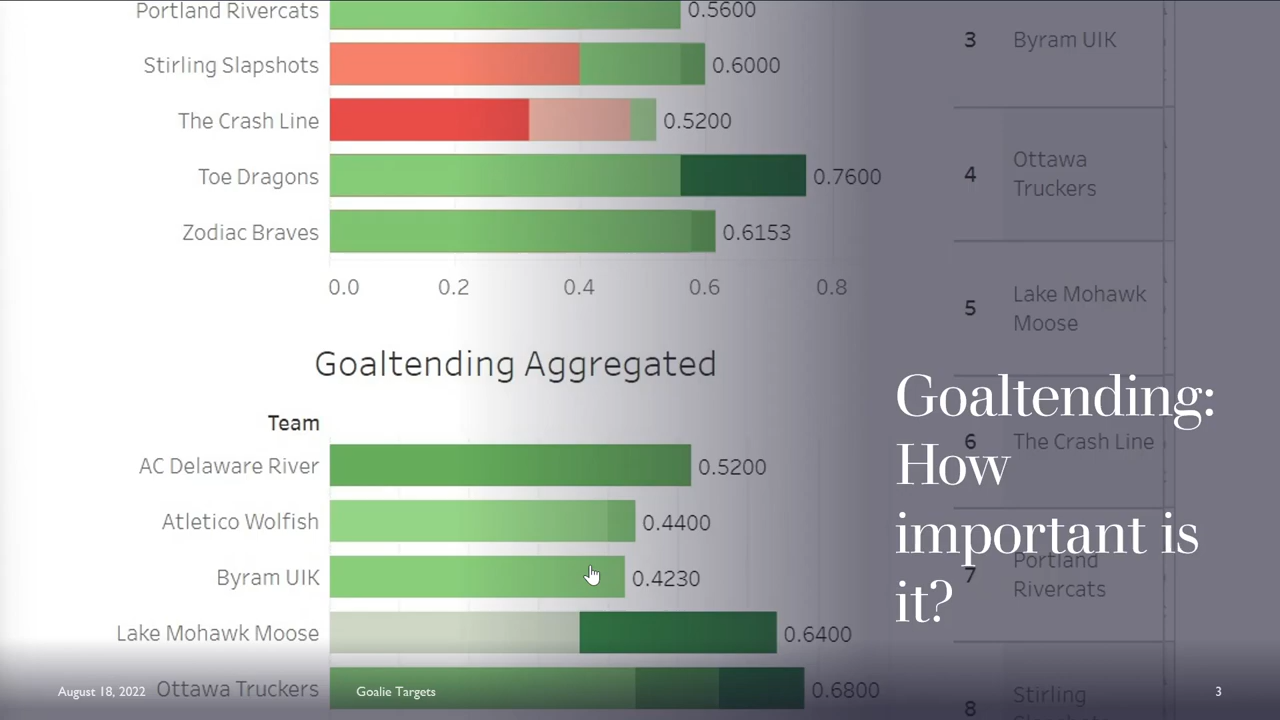 Portland Rivercats 0.5600
Stirling Slapshots 0.6000
The Crash Line 0.5200
Toe Dragons 0.7600
Zodiac Braves 0.6153
0.0 0.2 0.4 0.6 0.8
Goaltending Aggregated
Team
AC Delaware River 0.5200
Atletico Wolfish 0.4400
Byram UIK 0.4230
Lake Mohawk Moose 0.6400
Ottawa Truckers 0.6800
3 Byram UIK
4 Ottawa
Truckers
5 Lake Mohawk
Moose
6 The Crash Line
7 Portland
Rivercats
8 Stirling
Goaltending:
How
important is
it?
August 18, 2022
Goalie Targets
3